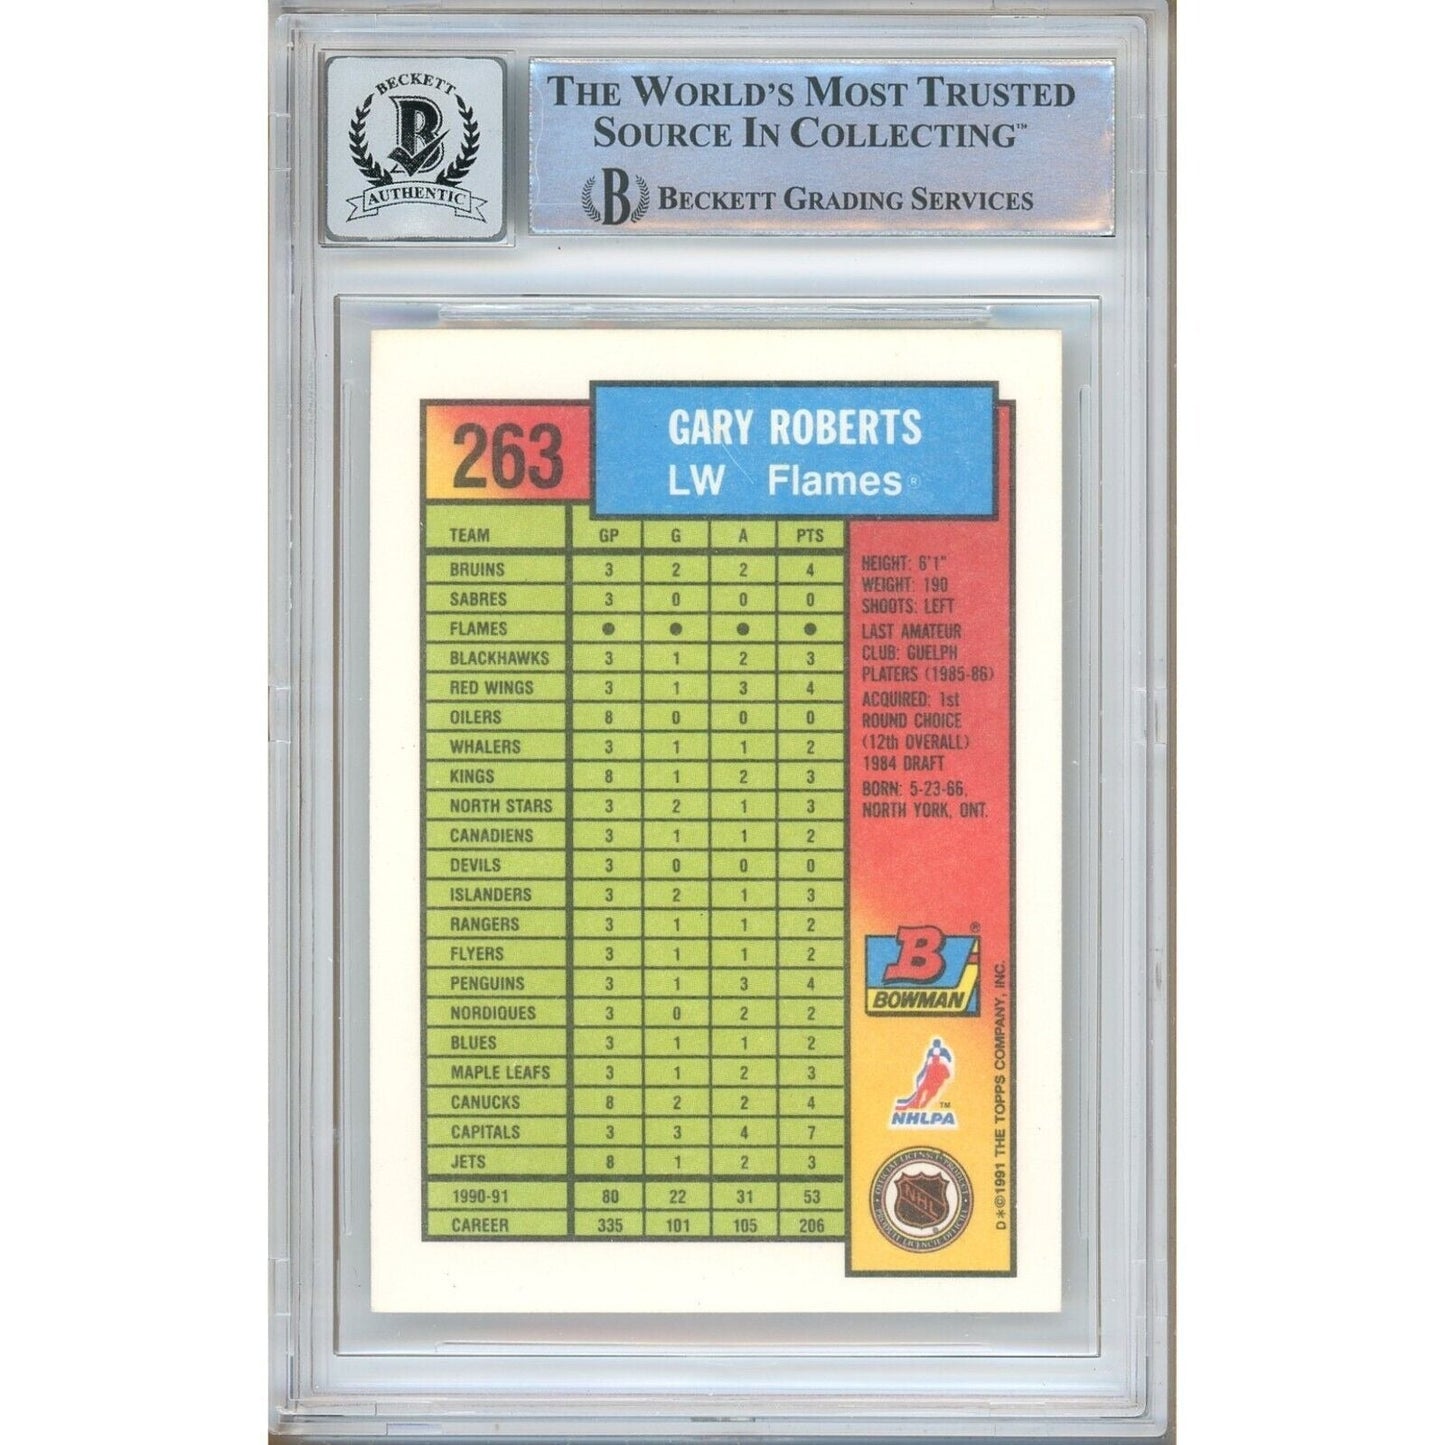 BECKETT
B
AUTHENTIC
THE WORLD'S MOST TRUSTED
SOURCE IN COLLECTING™
B BECKETT GRADING SERVICES
263
GARY ROBERTS
LW Flames®
TEAM GP G A PTS
BRUINS 3 2 2 4
SABRES 3 0 0 0
FLAMES ● ● ● ●
BLACKHAWKS 3 1 2 3
RED WINGS 3 1 3 4
OILERS 8 0 0 0
WHALERS 3 1 1 2
KINGS 8 1 2 3
NORTH STARS 3 2 1 3
CANADIENS 3 1 1 2
DEVILS 3 0 0 0
ISLANDERS 3 2 1 3
RANGERS 3 1 1 2
FLYERS 3 1 1 2
PENGUINS 3 1 3 4
NORDIQUES 3 0 2 2
BLUES 3 1 1 2
MAPLE LEAFS 3 1 2 3
CANUCKS 8 2 2 4
CAPITALS 3 3 4 7
JETS 8 1 2 3
1990-91 80 22 31 53
CAREER 335 101 105 206
HEIGHT: 6'1"
WEIGHT: 190
SHOOTS: LEFT
LAST AMATEUR
CLUB: GUELPH
PLATERS (1985-86)
ACQUIRED: 1st
ROUND CHOICE
(12th OVERALL)
1984 DRAFT
BORN: 5-23-66,
NORTH YORK, ONT.
B®
BOWMAN
™
NHLPA
OFFICIAL LICENSED PRODUCT
NHL
®
PRODUIT LICENCIE OFFICIEL
D*©1991 THE TOPPS COMPANY, INC.